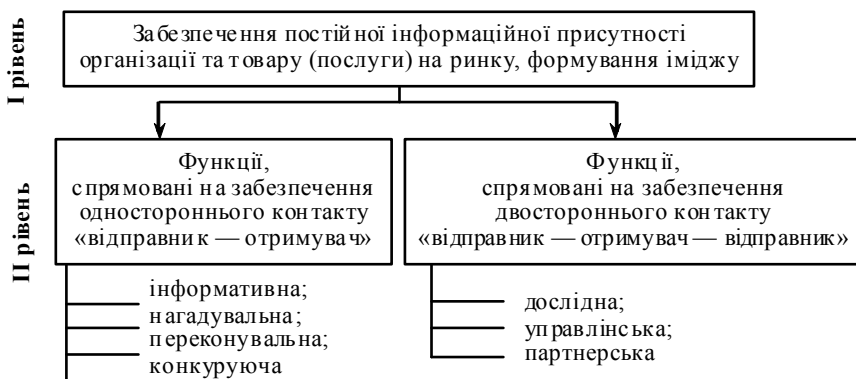 І рівень
Забезпечення постійної інформаційної присутності
організації та товару (послуги) на ринку, формування іміджу
ІІ рівень
Функції,
спрямовані на забезпечення
одностороннього контакту
«відправник — отримувач»
інформативна;
нагадувальна;
переконувальна;
конкуруюча
Функції,
спрямовані на забезпечення
двостороннього контакту
«відправник — отримувач — відправник»
дослідна;
управлінська;
партнерська